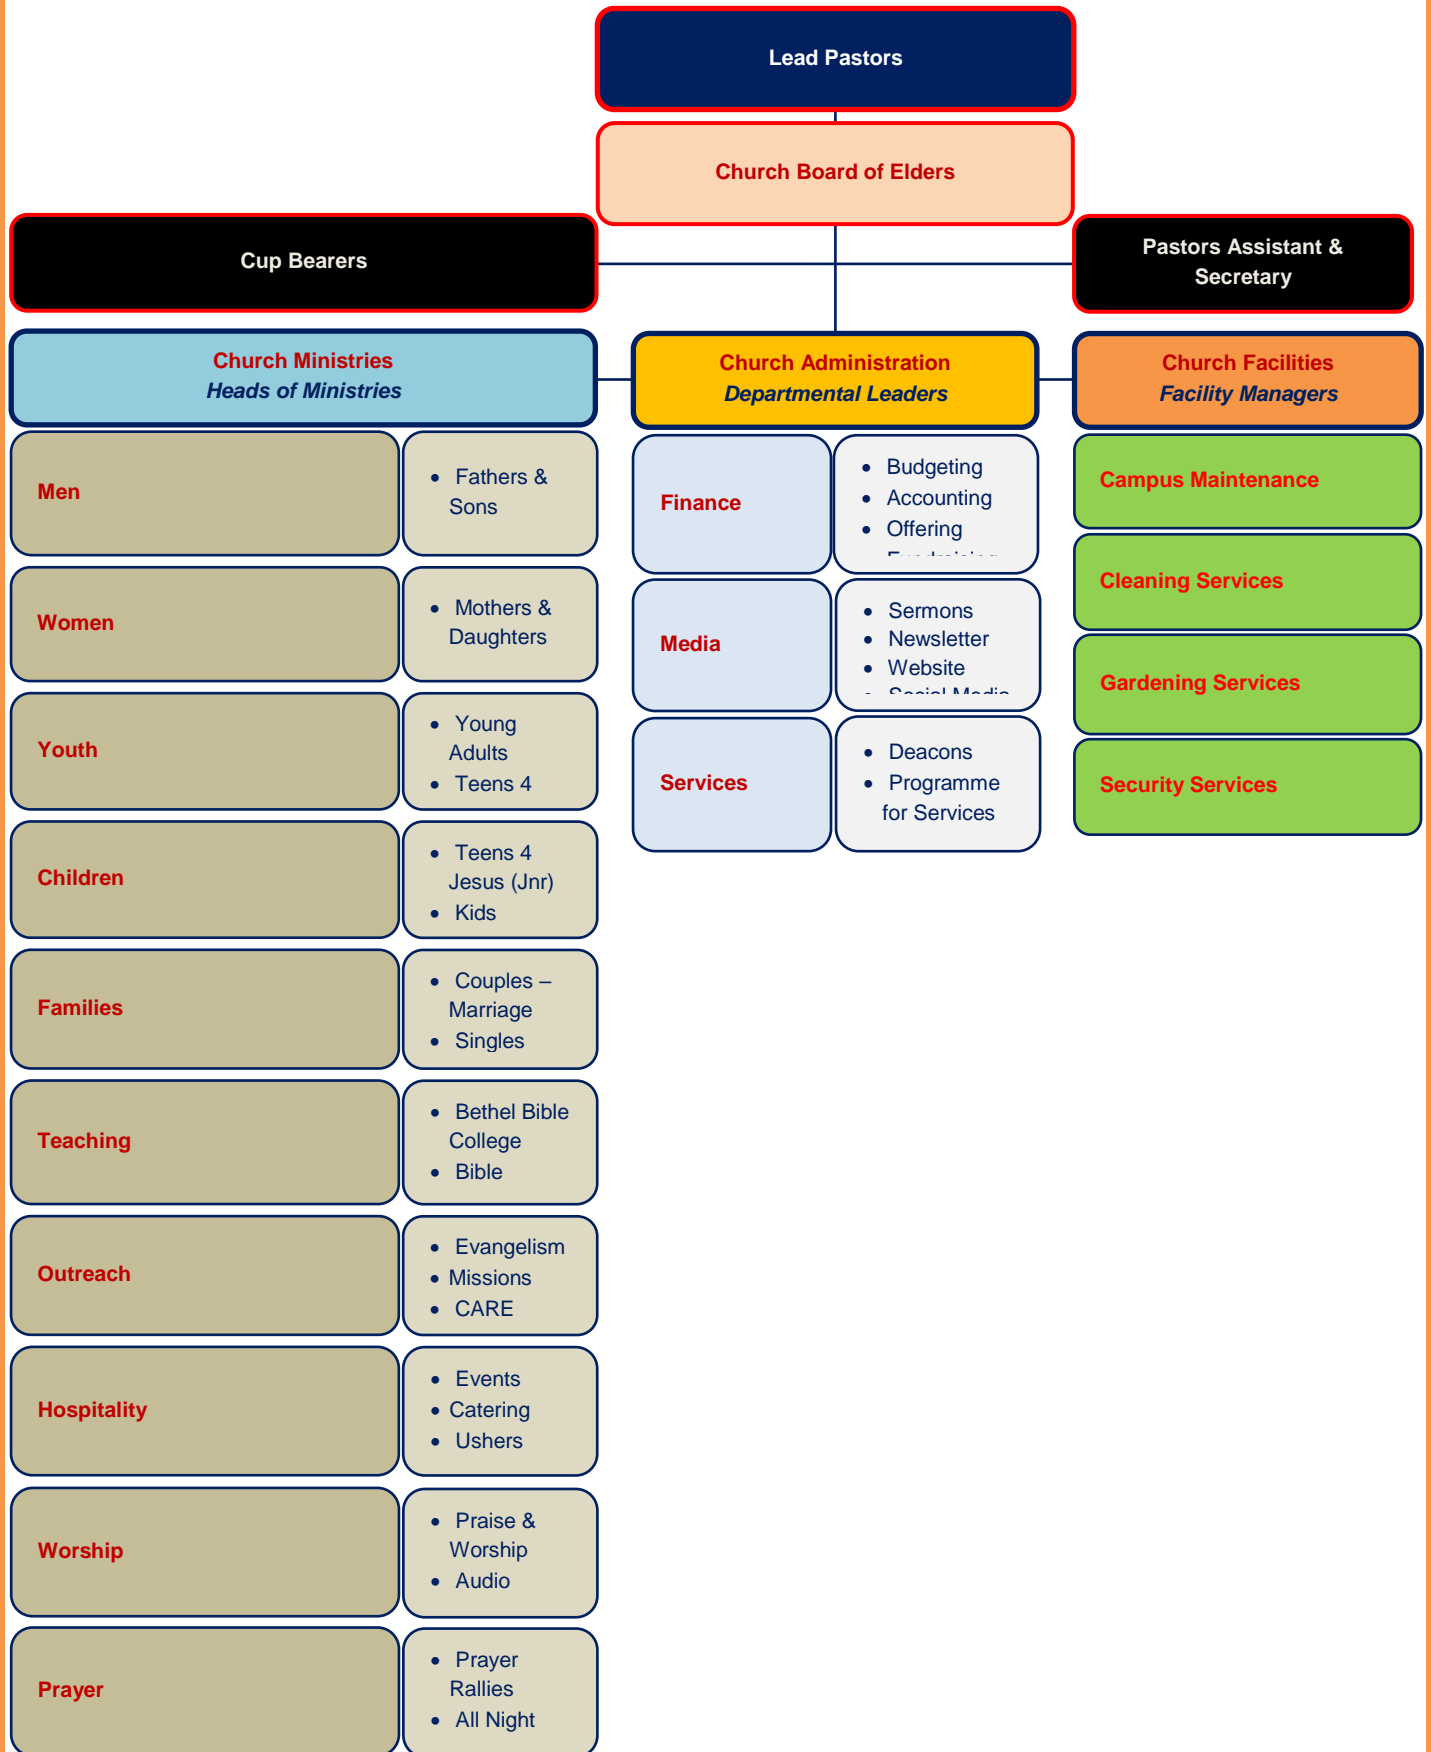 Lead Pastors
Church Board of Elders
Cup Bearers
Pastors Assistant &
Secretary
Church Ministries
Heads of Ministries
Church Administration
Departmental Leaders
Church Facilities
Facility Managers
Men
• Fathers &
Sons
Women
• Mothers &
Daughters
Youth
• Young
Adults
• Teens 4
Children
• Teens 4
Jesus (Jnr)
• Kids
Families
• Couples –
Marriage
• Singles
Teaching
• Bethel Bible
College
• Bible
Outreach
• Evangelism
• Missions
• CARE
Hospitality
• Events
• Catering
• Ushers
Worship
• Praise &
Worship
• Audio
Prayer
• Prayer
Rallies
• All Night
Finance
• Budgeting
• Accounting
• Offering
Media
• Sermons
• Newsletter
• Website
• Social Media
Services
• Deacons
• Programme
for Services
Campus Maintenance
Cleaning Services
Gardening Services
Security Services